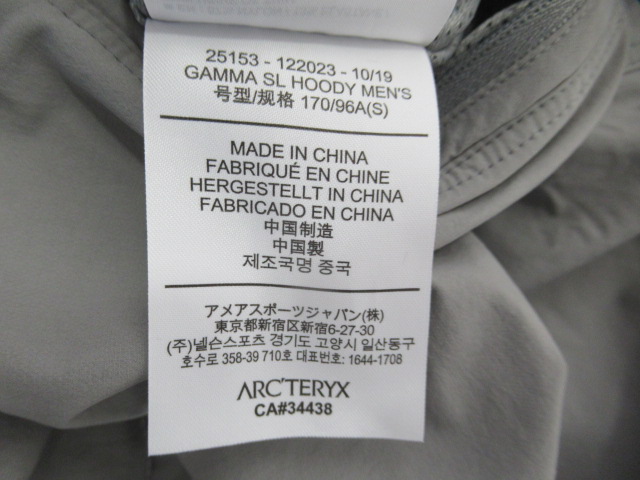 25153 - 122023 - 10/19
GAMMA SL HOODY MEN'S
号型/规格 170/96A(S)
MADE IN CHINA
FABRIQUÉ EN CHINE
HERGESTELLT IN CHINA
FABRICADO EN CHINA
中国制造
中国製
제조국명 중국
アメアスポーツジャパン(株)
東京都新宿区新宿6-27-30
(주)넬슨스포츠 경기도 고양시 일산동구
호수로 358-39 710호 대표번호: 1644-1708
ARC'TERYX
CA#34438